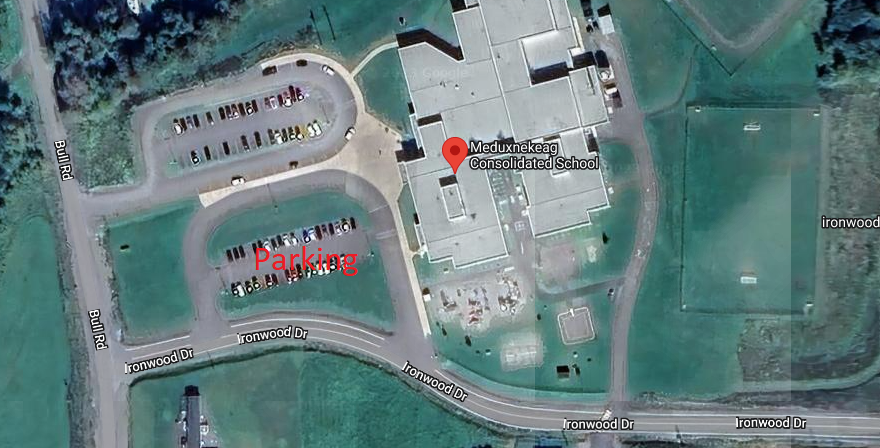 Bull Rd
Meduxnekeag
Consolidated School
ironwood
Parking
Bull Rd
Ironwood Dr
Ironwood Dr
Ironwood Dr
Ironwood Dr
Ironwood Dr